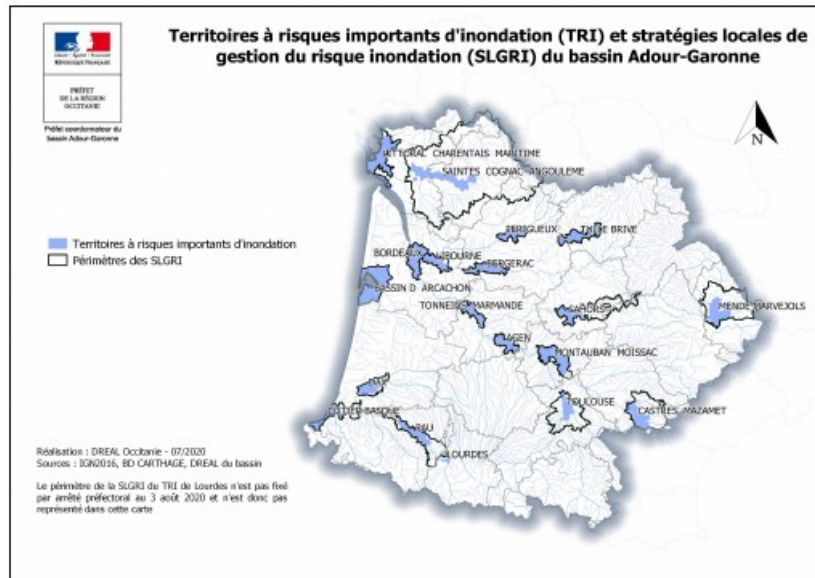 Territoires à risques importants d'inondation (TRI) et stratégies locales de
gestion du risque inondation (SLGRI) du bassin Adour-Garonne
RÉPUBLIQUE FRANÇAISE
PRÉFET
DE LA RÉGION
OCCITANIE
Préfet coordonnateur du
bassin Adour-Garonne
N
LITTORAL CHARENTAIS MARITIME
SAINTES COGNAC ANGOULEME
PERIGUEUX
TULLE BRIVE
Territoires à risques importants d'inondation
Périmètres des SLGRI
BORDEAUX
LIBOURNE
BERGERAC
BASSIN D ARCACHON
TONNEINS MARMANDE
CAHORS
MENDE MARVEJOLS
AGEN
MONTAUBAN MOISSAC
DAX
COTIER BASQUE
TOULOUSE
CASTRES MAZAMET
PAU
LOURDES
Réalisation : DREAL Occitanie - 07/2020
Sources : IGN2016, BD CARTHAGE, DREAL du bassin
Le périmètre de la SLGRI du TRI de Lourdes n'est pas fixé
par arrêté préfectoral au 3 août 2020 et n'est donc pas
représenté dans cette carte